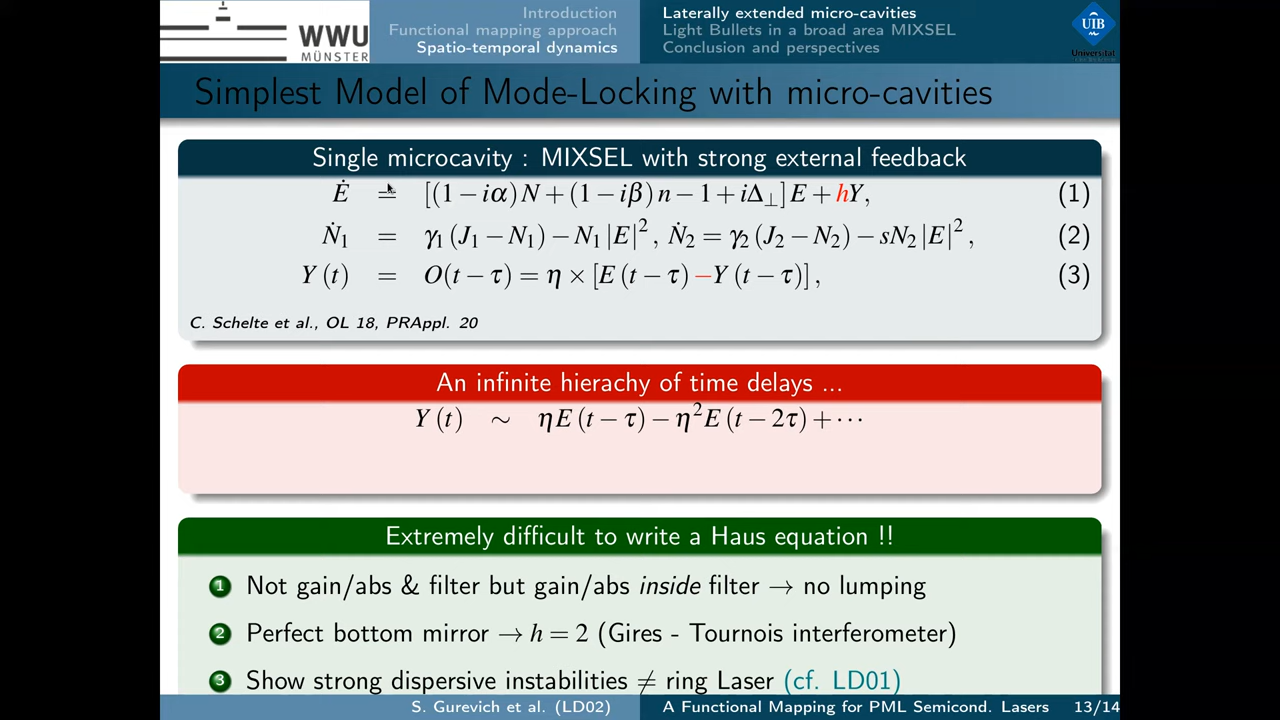 WWU
MÜNSTER
Introduction
Functional mapping approach
Spatio-temporal dynamics
Laterally extended micro-cavities
Light Bullets in a broad area MIXSEL
Conclusion and perspectives
UIB
Universitat
Simplest Model of Mode-Locking with micro-cavities
Single microcavity : MIXSEL with strong external feedback
Ė = [(1 − iα) N + (1 − iβ) n − 1 + iΔ⊥] E + hY, (1)
Ṅ₁ = γ₁ (J₁ − N₁) − N₁ |E|², Ṅ₂ = γ₂ (J₂ − N₂) − sN₂ |E|², (2)
Y (t) = O(t − τ) = η × [E (t − τ) − Y (t − τ)], (3)
C. Schelte et al., OL 18, PRAppl. 20
An infinite hierachy of time delays ...
Y (t) ∼ ηE (t − τ) − η²E (t − 2τ) + ···
Extremely difficult to write a Haus equation !!
1 Not gain/abs & filter but gain/abs inside filter → no lumping
2 Perfect bottom mirror → h = 2 (Gires - Tournois interferometer)
3 Show strong dispersive instabilities ≠ ring Laser (cf. LD01)
S. Gurevich et al. (LD02)
A Functional Mapping for PML Semicond. Lasers 13/14